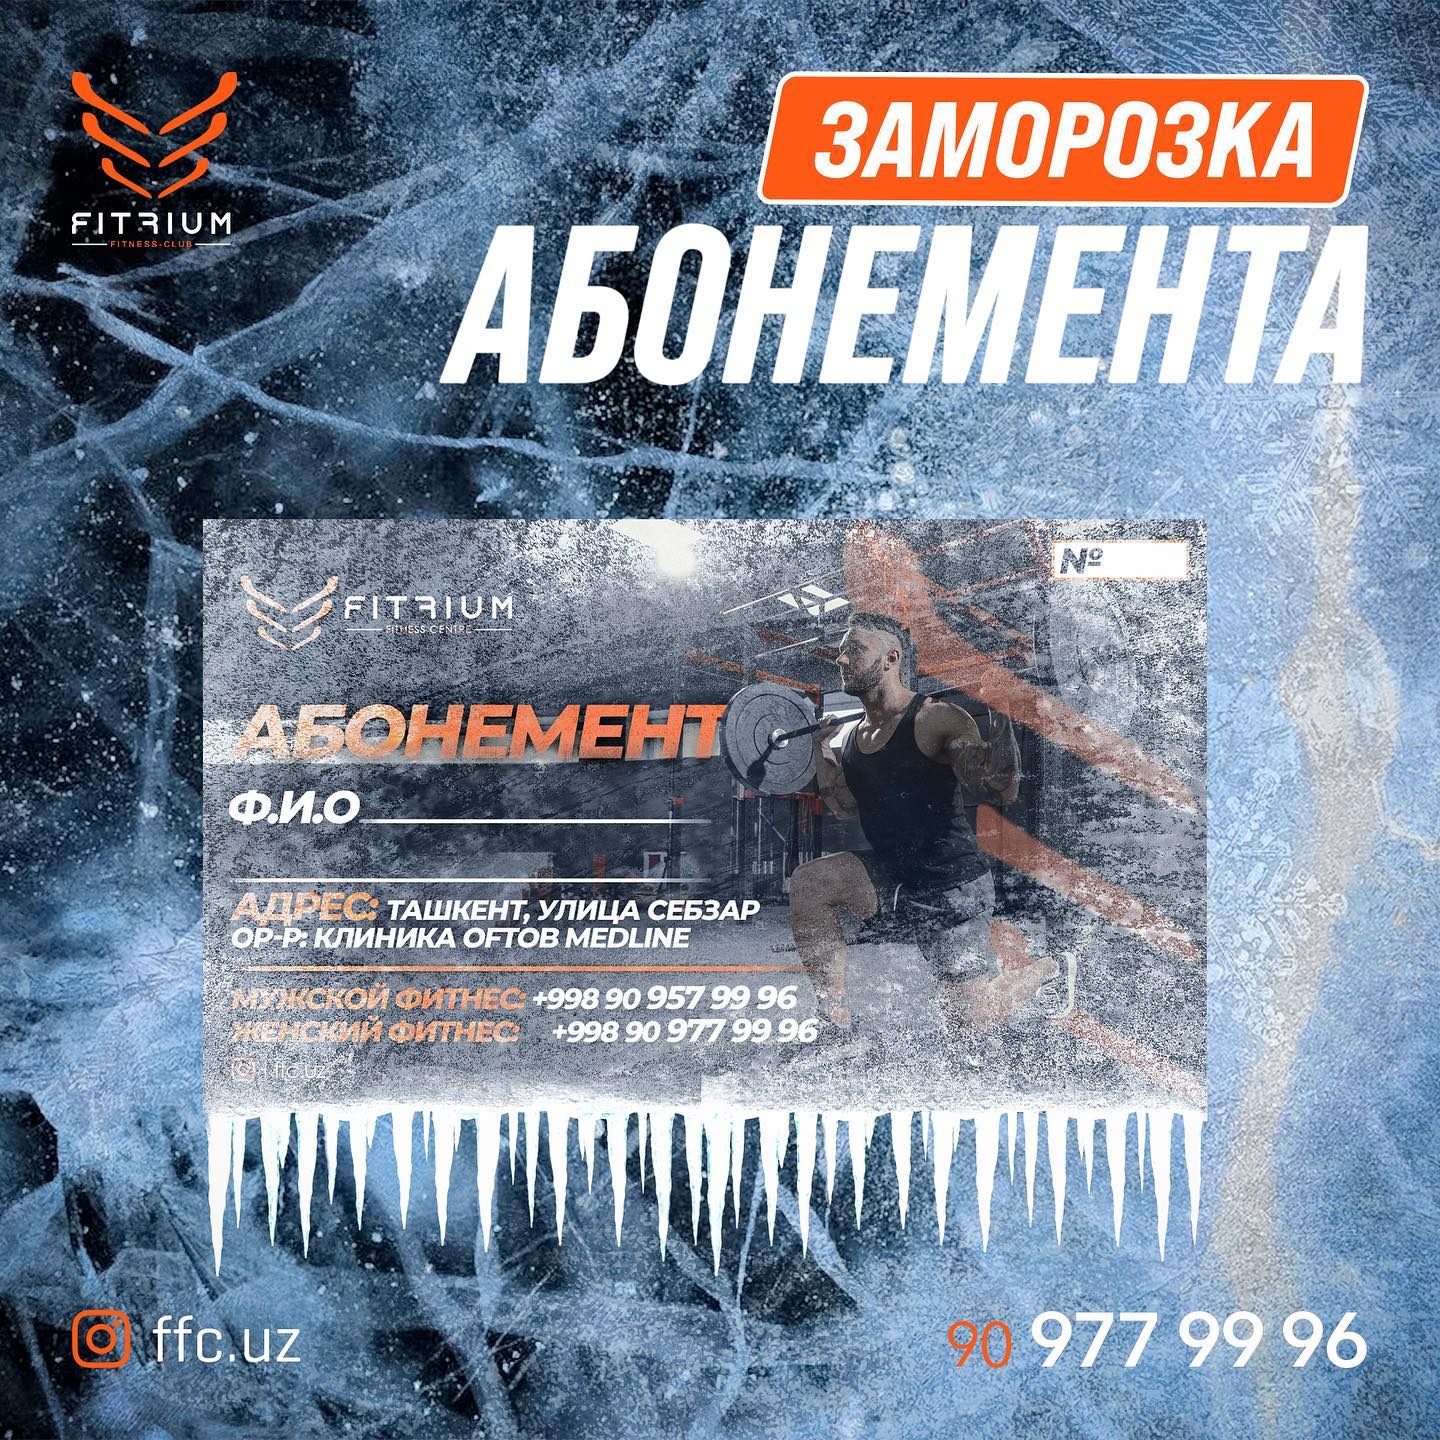 FITRIUM
FITNESS-CLUB
ЗАМОРОЗКА
АБОНЕМЕНТА
FITRIUM
FITNESS CENTRE
№
АБОНЕМЕНТ
Ф.И.О
АДРЕС: ТАШКЕНТ, УЛИЦА СЕБЗАР
ОР-Р: КЛИНИКА OFTOB MEDLINE
МУЖСКОЙ ФИТНЕС: +998 90 957 99 96
ЖЕНСКИЙ ФИТНЕС: +998 90 977 99 96
ffc.uz
ffc.uz
90 977 99 96